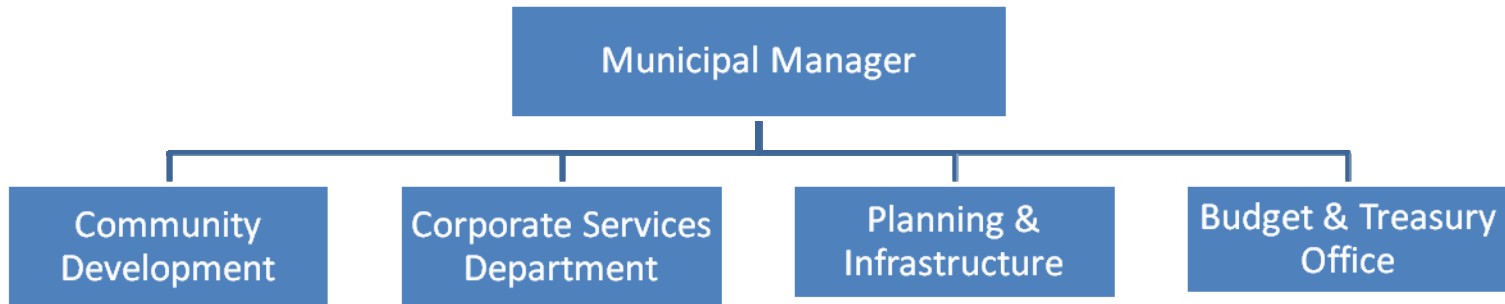 Municipal Manager
Community
Development
Corporate Services
Department
Planning &
Infrastructure
Budget & Treasury
Office